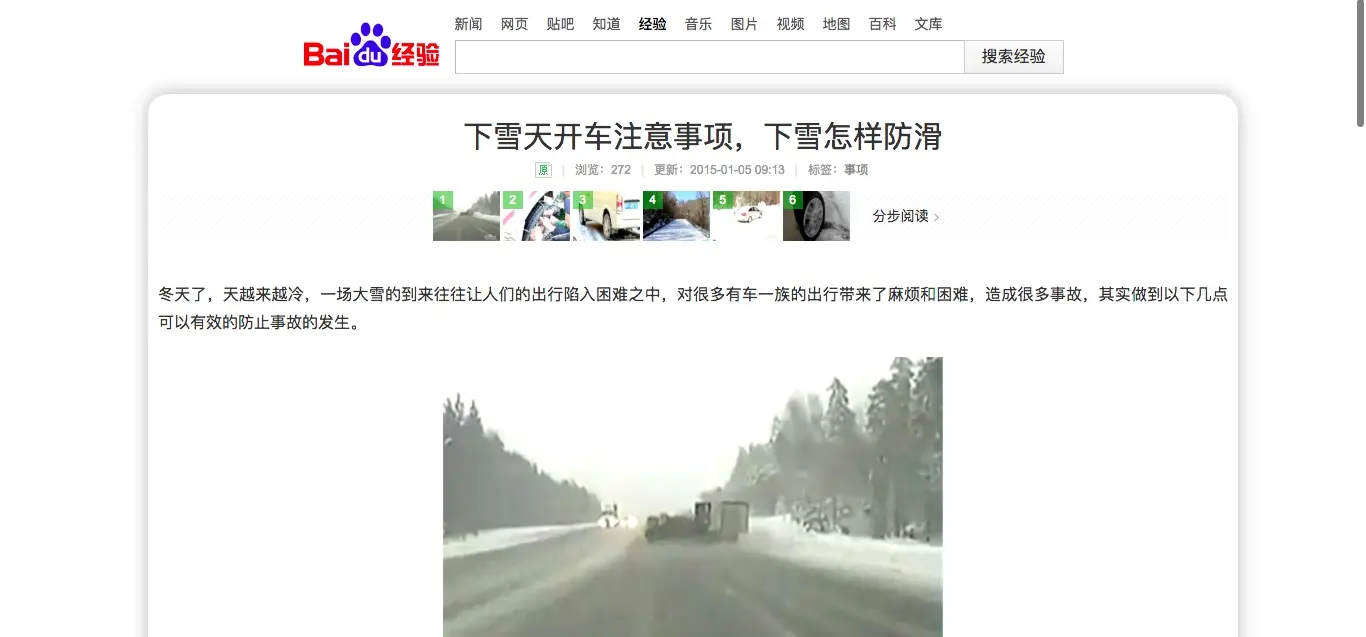 新闻 网页 贴吧 知道 经验 音乐 图片 视频 地图 百科 文库
Bai du 经验
搜索经验
下雪天开车注意事项，下雪怎样防滑
原 | 浏览：272 | 更新：2015-01-05 09:13 | 标签：事项
1 2 3 4 5 6
分步阅读 >
冬天了，天越来越冷，一场大雪的到来往往让人们的出行陷入困难之中，对很多有车一族的出行带来了麻烦和困难，造成很多事故，其实做到以下几点
可以有效的防止事故的发生。